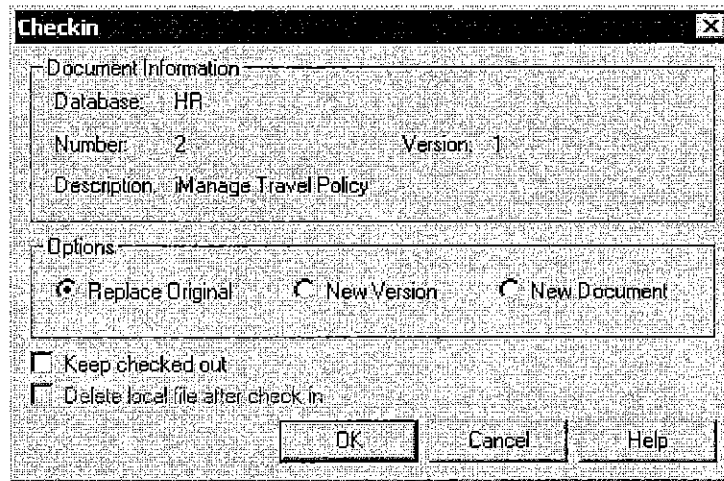 Checkin
Document Information
Database: HR
Number: 2 Version: 1
Description: iManage Travel Policy
Options
Replace Original New Version New Document
Keep checked out
Delete local file after check in
OK Cancel Help